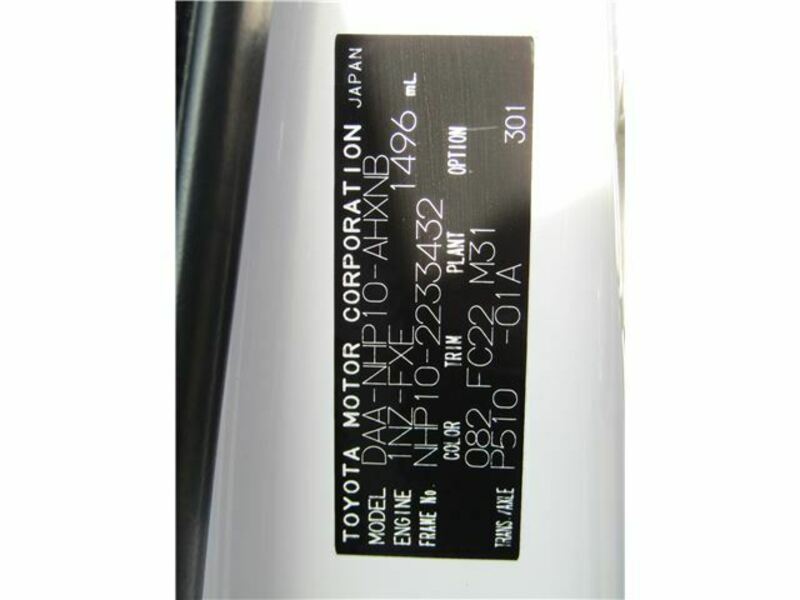 TOYOTA MOTOR CORPORATION JAPAN
MODEL DAA-NHP10-AHXNB
ENGINE 1NZ-FXE 1496 mL
FRAME No. NHP10-2233432
COLOR TRIM PLANT OPTION
082 FC22 M31
TRANS./AXLE P510 -01A 301